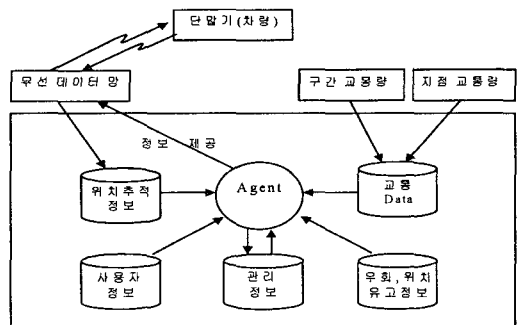 단말기(차량)
무선 데이터 망
구간 교통량
지점 교통량
정보 제공
Agent
위치추적
정보
교통
Data
사용자
정보
관리
정보
우회, 위치
유고정보